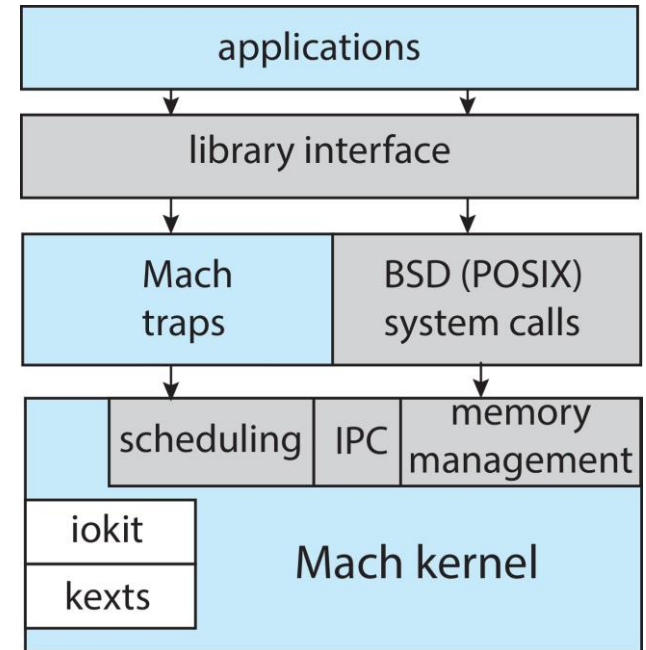 applications
library interface
Mach
traps
BSD (POSIX)
system calls
scheduling
IPC
memory
management
iokit
kexts
Mach kernel